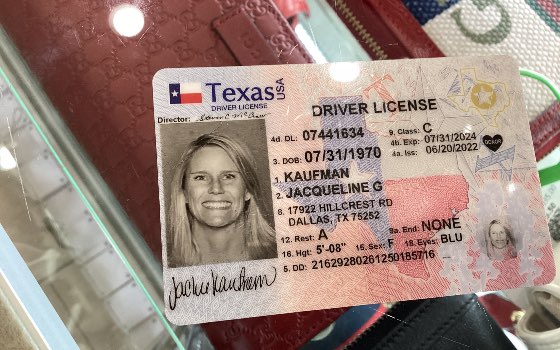 Texas USA
DRIVER LICENSE
Director:
DRIVER LICENSE
4d. DL: 07441634 9. Class: C
4b. Exp: 07/31/2024
3. DOB: 07/31/1970 4a. Iss: 06/20/2022
DONOR
1. KAUFMAN
2. JACQUELINE G
8. 17922 HILLCREST RD
DALLAS, TX 75252
12. Rest: A 9a. End: NONE
16. Hgt: 5'-08" 15. Sex: F 18. Eyes: BLU
5. DD: 21629280261250185716
Jackie Kaufman